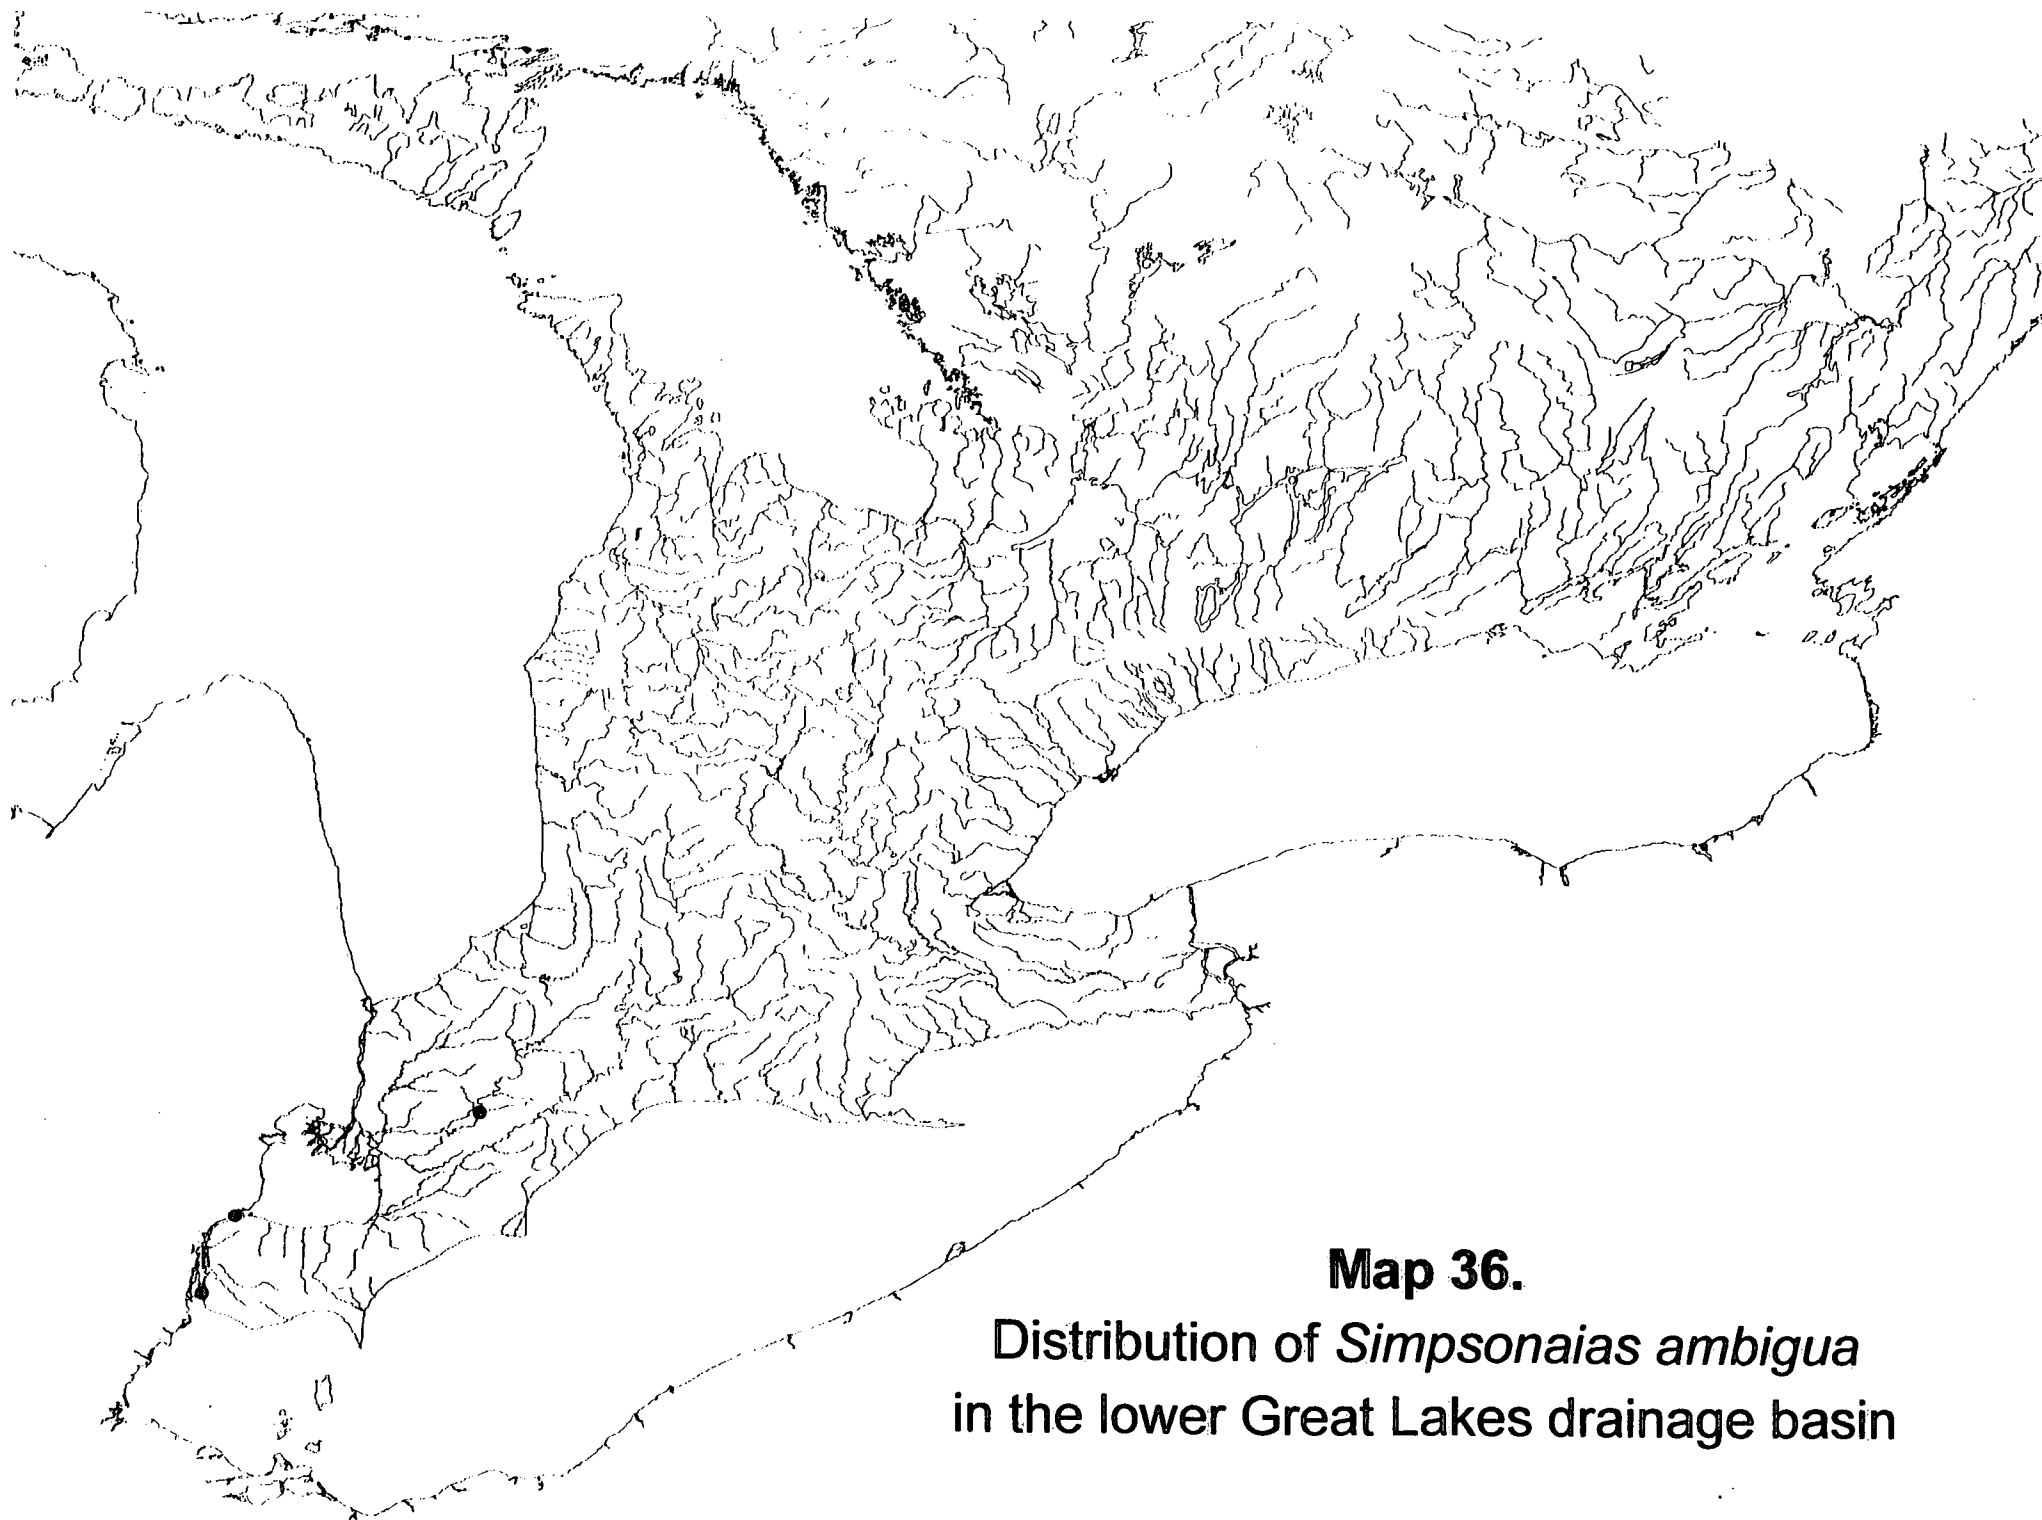 Map 36.
Distribution of Simpsonaias ambigua
in the lower Great Lakes drainage basin